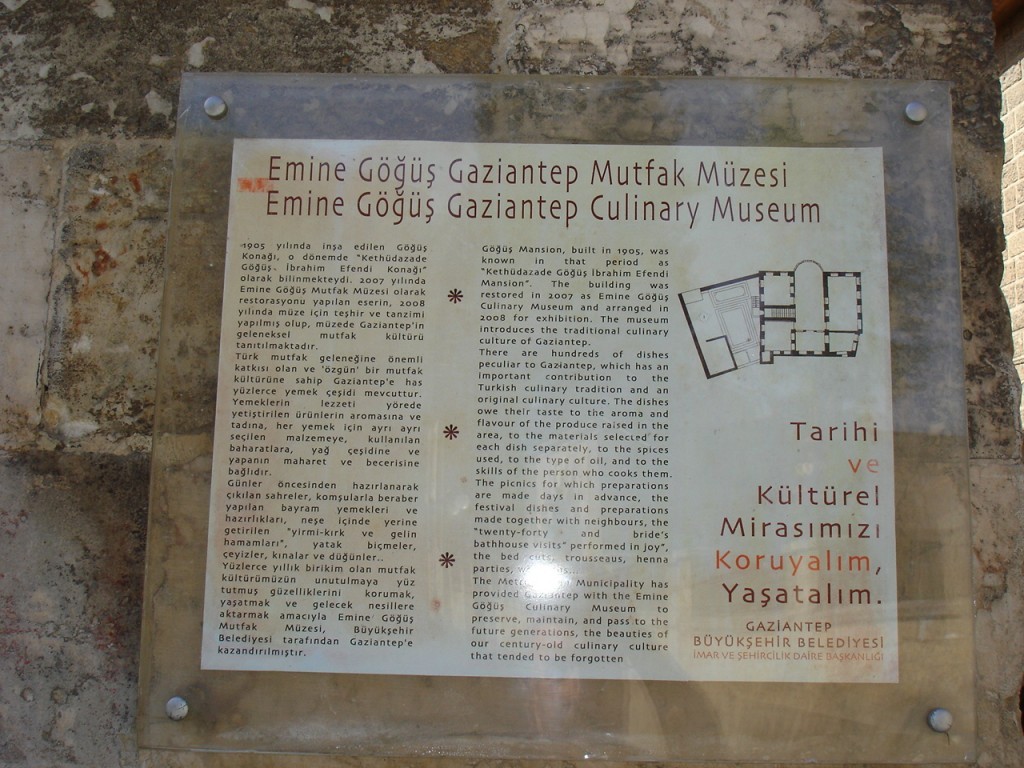 Emine Göğüş Gaziantep Mutfak Müzesi
Emine Göğüş Gaziantep Culinary Museum
1905 yılında inşa edilen Göğüş
Konağı, o dönemde "Kethüdazade
Göğüş İbrahim Efendi Konağı"
olarak bilinmekteydi. 2007 yılında
Emine Göğüş Mutfak Müzesi olarak
restorasyonu yapılan eserin, 2008
yılında müze için teşhir ve tanzimi
yapılmış olup, müzede Gaziantep'in
geleneksel mutfak kültürü
tanıtılmaktadır.
Türk mutfak geleneğine önemli
katkısı olan ve 'özgün' bir mutfak
kültürüne sahip Gaziantep'e has
yüzlerce yemek çeşidi mevcuttur.
Yemeklerin lezzeti yörede
yetiştirilen ürünlerin aromasına ve
tadına, her yemek için ayrı ayrı
seçilen malzemeye, kullanılan
baharatlara, yağ çeşidine ve
yapanın maharet ve becerisine
bağlıdır.
Günler öncesinden hazırlanarak
çıkılan sahreler, komşularla beraber
yapılan bayram yemekleri ve
hazırlıkları, neşe içinde yerine
getirilen "yirmi-kırk ve gelin
hamamları", yatak biçmeler,
çeyizler, kınalar ve düğünler..
Yüzlerce yıllık birikim olan mutfak
kültürümüzün unutulmaya yüz
tutmuş güzelliklerini korumak,
yaşatmak ve gelecek nesillere
aktarmak amacıyla Emine Göğüş
Mutfak Müzesi, Büyükşehir
Belediyesi tarafından Gaziantep'e
kazandırılmıştır.
Göğüş Mansion, built in 1905, was
known in that period as
"Kethüdazade Göğüş İbrahim Efendi
Mansion". The building was
restored in 2007 as Emine Göğüş
Culinary Museum and arranged in
2008 for exhibition. The museum
introduces the traditional culinary
culture of Gaziantep.
There are hundreds of dishes
peculiar to Gaziantep, which has an
important contribution to the
Turkish culinary tradition and an
original culinary culture. The dishes
owe their taste to the aroma and
flavour of the produce raised in the
area, to the materials selected for
each dish separately, to the spices
used, to the type of oil, and to the
skills of the person who cooks them.
The picnics for which preparations
are made days in advance, the
festival dishes and preparations
made together with neighbours, the
"twenty-forty and bride's
bathhouse visits" performed in joy",
the bed cuts, trousseaus, henna
parties,
The Municipality has
provided Gaziantep with the Emine
Göğüş Culinary Museum to
preserve, maintain, and pass to the
future generations, the beauties of
our century-old culinary culture
that tended to be forgotten
Tarihi
ve
Kültürel
Mirasımızı
Koruyalım,
Yaşatalım.
GAZİANTEP
BÜYÜKŞEHİR BELEDİYESİ
İMAR VE ŞEHİRCİLİK DAİRE BAŞKANLIĞI